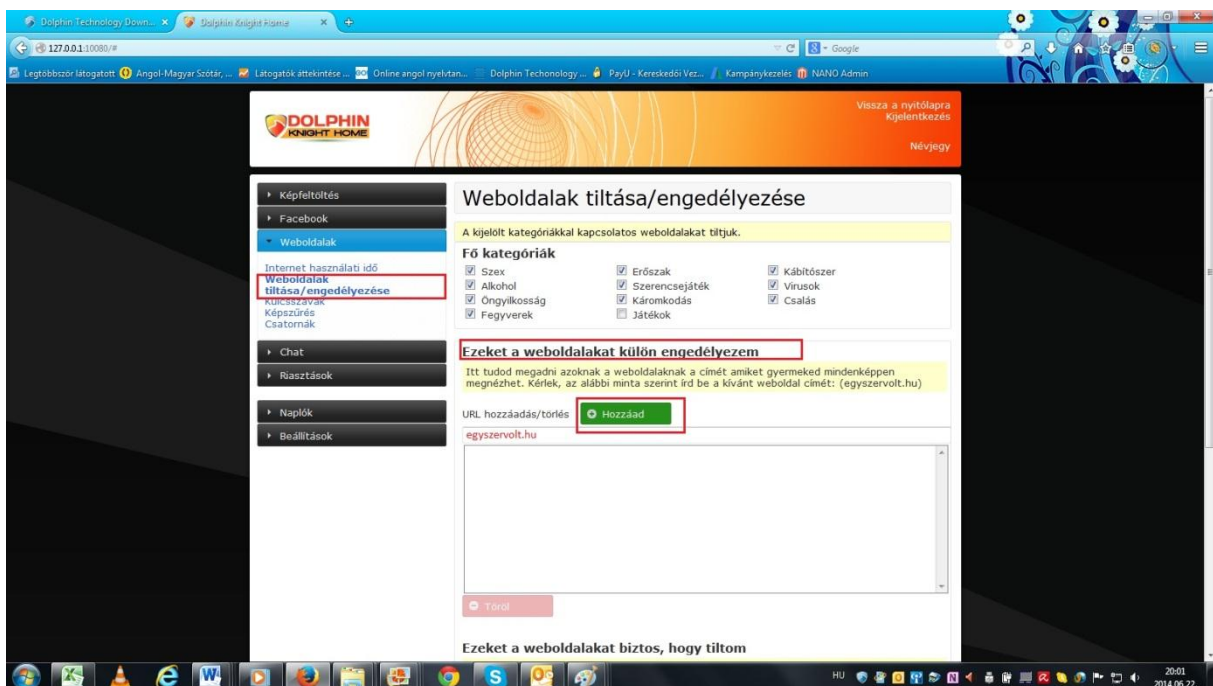 Dolphin Technology Down...
Dolphin Knight Home
127.0.0.1:10080/#
Google
Legtöbbször látogatott
Angol-Magyar Szótár, ...
Látogatók áttekintése ...
Online angol nyelvtan...
Dolphin Techonology ...
PayU - Kereskedői Vez...
Kampánykezelés
NANO Admin
DOLPHIN
KNIGHT HOME
Vissza a nyitólapra
Kijelentkezés
Névjegy
Képfeltöltés
Facebook
Weboldalak
Internet használati idő
Weboldalak
tiltása/engedélyezése
Kulcsszavak
Képszűrés
Csatornák
Chat
Riasztások
Naplók
Beállítások
Weboldalak tiltása/engedélyezése
A kijelölt kategóriákkal kapcsolatos weboldalakat tiltjuk.
Fő kategóriák
Szex Erőszak Kábítószer
Alkohol Szerencsejáték Vírusok
Öngyilkosság Káromkodás Csalás
Fegyverek Játékok
Ezeket a weboldalakat külön engedélyezem
Itt tudod megadni azoknak a weboldalaknak a címét amiket gyermeked mindenképpen
megnézhet. Kérlek, az alábbi minta szerint írd be a kívánt weboldal címét: (egyszervolt.hu)
URL hozzáadás/törlés Hozzáad
egyszervolt.hu
Töröl
Ezeket a weboldalakat biztos, hogy tiltom
HU
20:01
2014.06.22